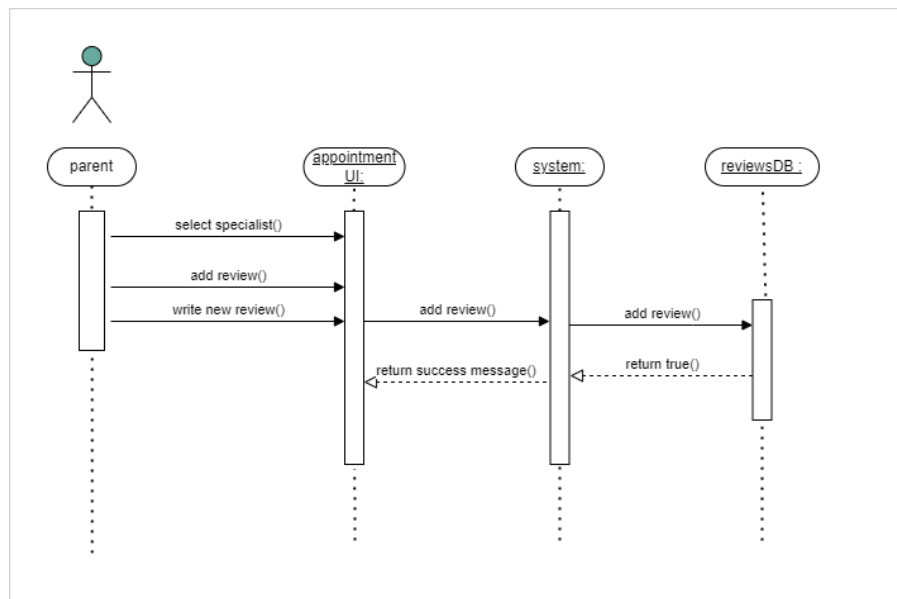 parent
appointment
UI:
system:
reviewsDB :
select specialist()
add review()
write new review()
add review()
add review()
return true()
return success message()